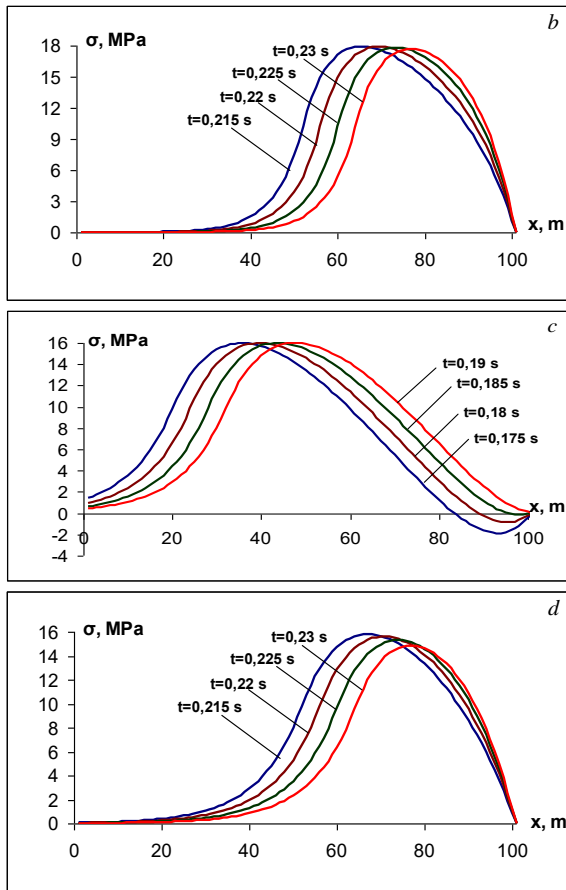 b
σ, MPa
18
15
12
9
6
3
0
t=0,23 s
t=0,225 s
t=0,22 s
t=0,215 s
0 20 40 60 80 100
x, m
c
σ, MPa
16
14
12
10
8
6
4
2
0
-2
-4
t=0,19 s
t=0,185 s
t=0,18 s
t=0,175 s
0 20 40 60 80 100
x, m
d
σ, MPa
16
14
12
10
8
6
4
2
0
t=0,23 s
t=0,225 s
t=0,22 s
t=0,215 s
0 20 40 60 80 100
x, m